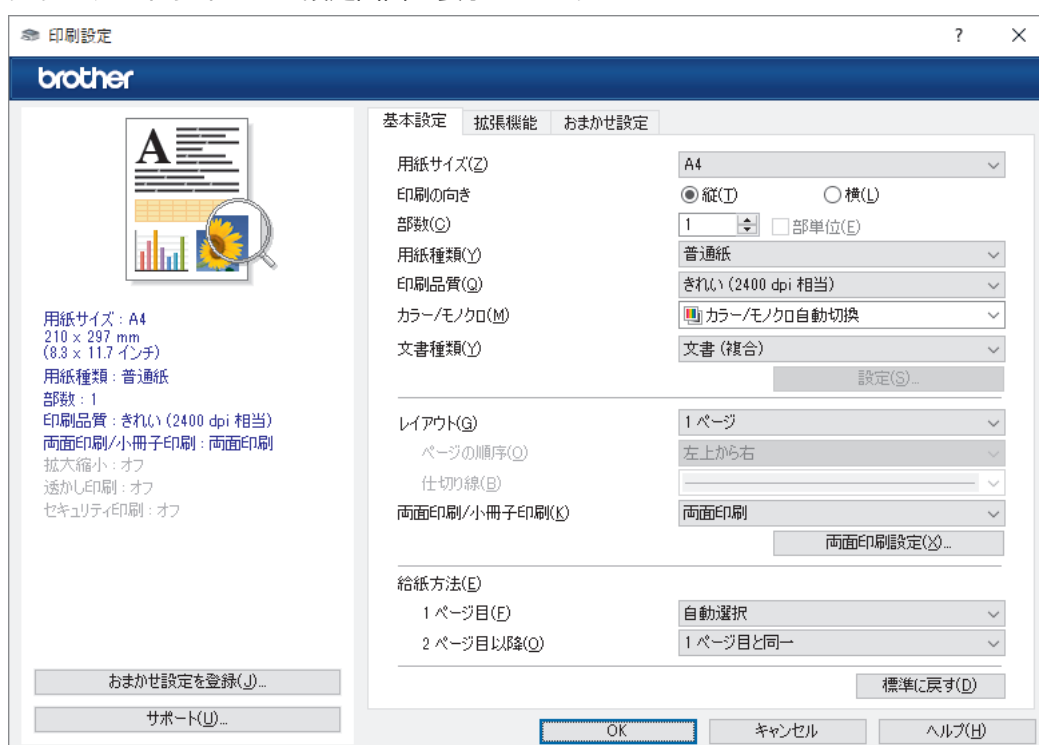 印刷設定
? ×
brother
A
用紙サイズ : A4
210 x 297 mm
(8.3 x 11.7 インチ)
用紙種類 : 普通紙
部数 : 1
印刷品質 : きれい (2400 dpi 相当)
両面印刷/小冊子印刷 : 両面印刷
拡大縮小 : オフ
透かし印刷 : オフ
セキュリティ印刷 : オフ
おまかせ設定を登録(J)...
サポート(U)...
基本設定 拡張機能 おまかせ設定
用紙サイズ(Z) A4
印刷の向き 縦(T) 横(L)
部数(C) 1 部単位(E)
用紙種類(Y) 普通紙
印刷品質(Q) きれい (2400 dpi 相当)
カラー/モノクロ(M) カラー/モノクロ自動切換
文書種類(Y) 文書 (複合)
設定(S)...
レイアウト(G) 1 ページ
ページの順序(O) 左上から右
仕切り線(B)
両面印刷/小冊子印刷(K) 両面印刷
両面印刷設定(X)...
給紙方法(E)
1 ページ目(F) 自動選択
2 ページ目以降(O) 1 ページ目と同一
標準に戻す(D)
OK キャンセル ヘルプ(H)